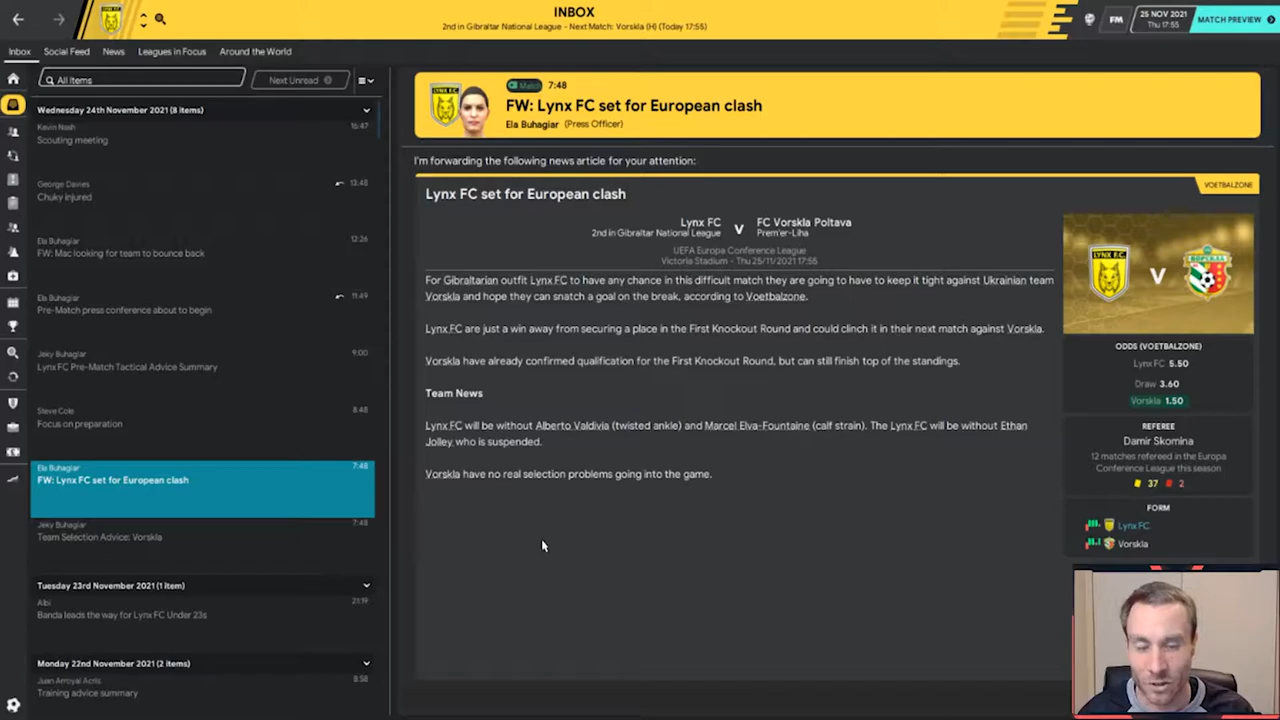 INBOX
2nd in Gibraltar National League - Next Match: Vorskla (H) (Today 17:55)
FM
25 NOV 2021
Thu 17:55
MATCH PREVIEW
Inbox
Social Feed
News
Leagues in Focus
Around the World
All Items
Next Unread
Wednesday 24th November 2021 (8 items)
Kevin Nash 16:47
Scouting meeting
George Davies 13:48
Chuky injured
Ela Buhagiar 12:26
FW: Mac looking for team to bounce back
Ela Buhagiar 11:49
Pre-Match press conference about to begin
Jeky Buhagiar 9:00
Lynx FC Pre-Match Tactical Advice Summary
Steve Cole 8:48
Focus on preparation
Ela Buhagiar 7:48
FW: Lynx FC set for European clash
Jeky Buhagiar 7:48
Team Selection Advice: Vorskla
Tuesday 23rd November 2021 (1 item)
Albi 21:19
Banda leads the way for Lynx FC Under 23s
Monday 22nd November 2021 (2 items)
Juan Arroyal Acris 8:58
Training advice summary
Match 7:48
FW: Lynx FC set for European clash
Ela Buhagiar (Press Officer)
I'm forwarding the following news article for your attention:
VOETBALZONE
Lynx FC set for European clash
Lynx FC v FC Vorskla Poltava
2nd in Gibraltar National League Prem'er-Liha
UEFA Europa Conference League
Victoria Stadium - Thu 25/11/2021 17:55
For Gibraltarian outfit Lynx FC to have any chance in this difficult match they are going to have to keep it tight against Ukrainian team
Vorskla and hope they can snatch a goal on the break, according to Voetbalzone.
Lynx FC are just a win away from securing a place in the First Knockout Round and could clinch it in their next match against Vorskla.
Vorskla have already confirmed qualification for the First Knockout Round, but can still finish top of the standings.
Team News
Lynx FC will be without Alberto Valdivia (twisted ankle) and Marcel Elva-Fountaine (calf strain). The Lynx FC will be without Ethan
Jolley who is suspended.
Vorskla have no real selection problems going into the game.
LYNX F.C.
V
ВОРСКЛА
ODDS (VOETBALZONE)
Lynx FC 5.50
Draw 3.60
Vorskla 1.50
REFEREE
Damir Skomina
12 matches refereed in the Europa
Conference League this season
37 2
FORM
Lynx FC
Vorskla